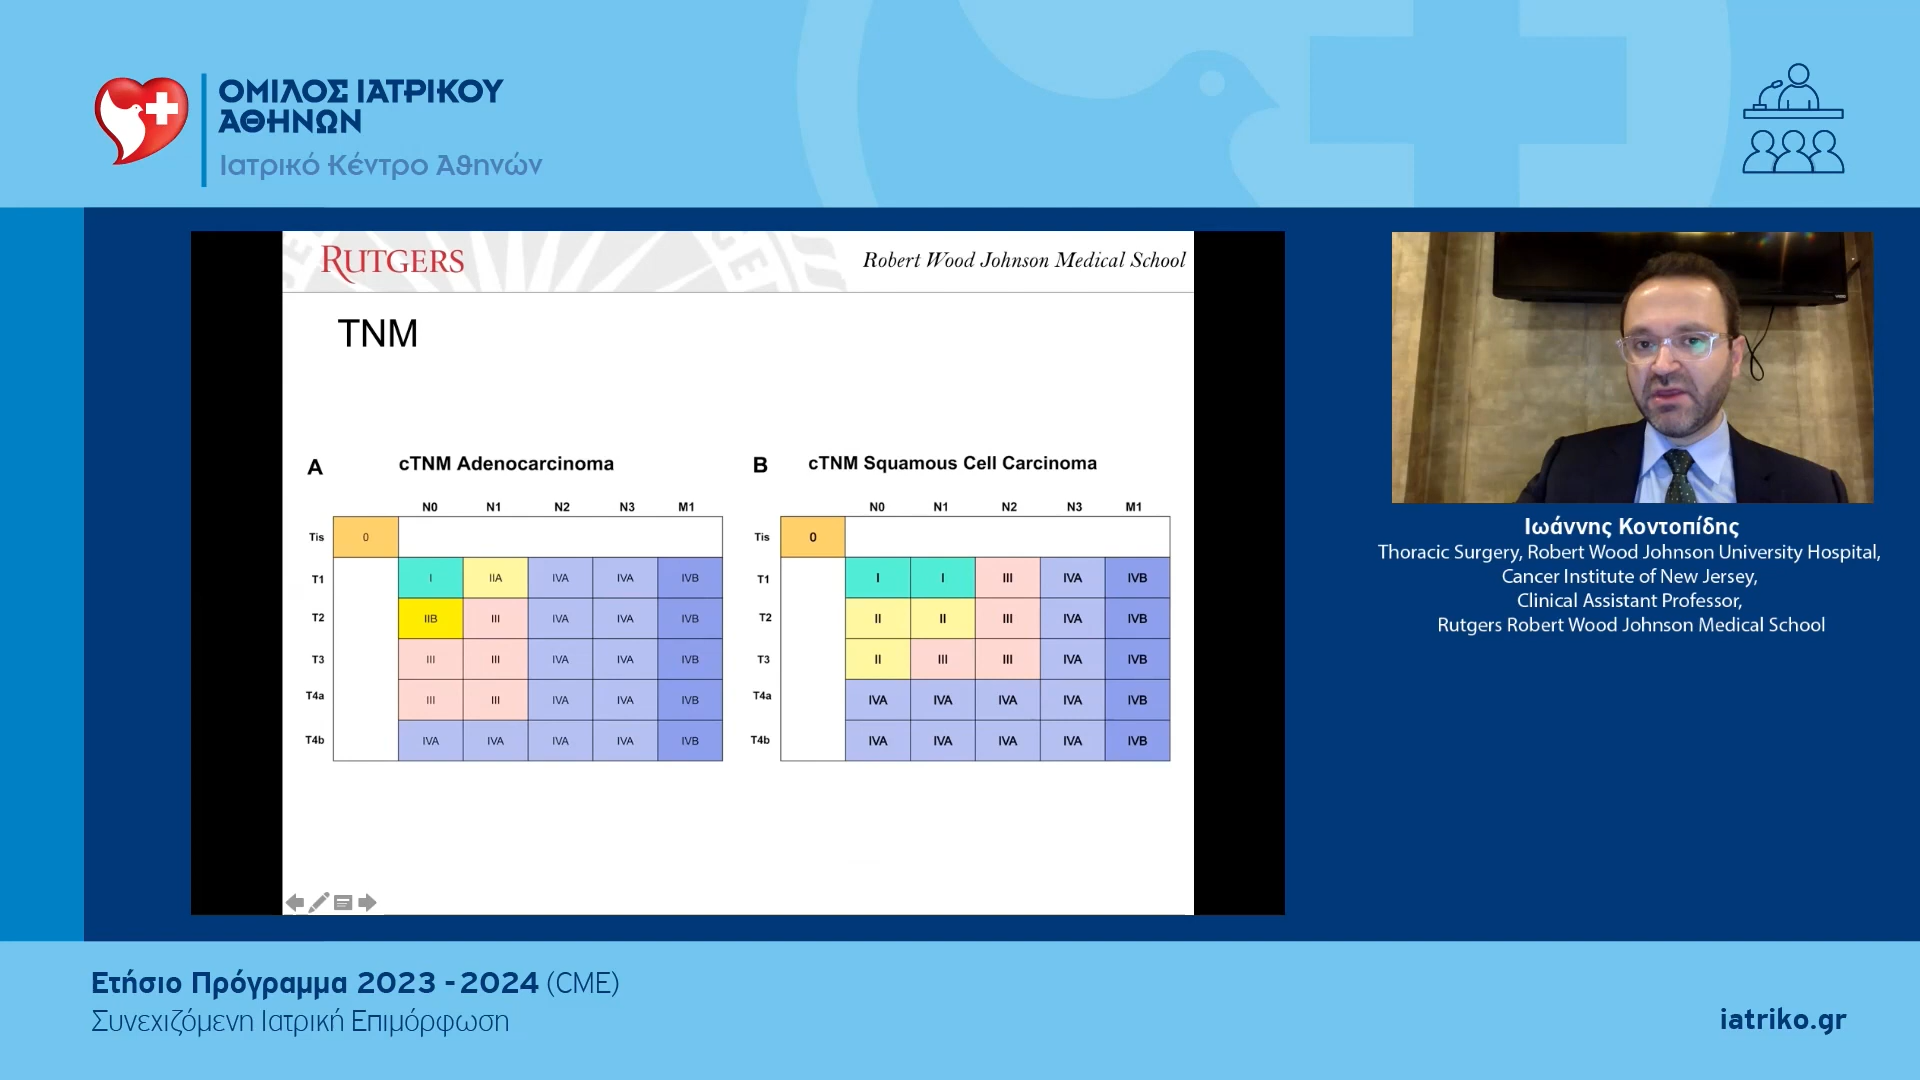 ΟΜΙΛΟΣ ΙΑΤΡΙΚΟΥ
ΑΘΗΝΩΝ
Ιατρικό Κέντρο Αθηνών
RUTGERS
Robert Wood Johnson Medical School
TNM
A cTNM Adenocarcinoma
N0 N1 N2 N3 M1
Tis 0
T1 I IIA IVA IVA IVB
T2 IIB III IVA IVA IVB
T3 III III IVA IVA IVB
T4a III III IVA IVA IVB
T4b IVA IVA IVA IVA IVB
B cTNM Squamous Cell Carcinoma
N0 N1 N2 N3 M1
Tis 0
T1 I I III IVA IVB
T2 II II III IVA IVB
T3 II III III IVA IVB
T4a IVA IVA IVA IVA IVB
T4b IVA IVA IVA IVA IVB
Ιωάννης Κοντοπίδης
Thoracic Surgery, Robert Wood Johnson University Hospital,
Cancer Institute of New Jersey,
Clinical Assistant Professor,
Rutgers Robert Wood Johnson Medical School
Ετήσιο Πρόγραμμα 2023 - 2024 (CME)
Συνεχιζόμενη Ιατρική Επιμόρφωση
iatriko.gr